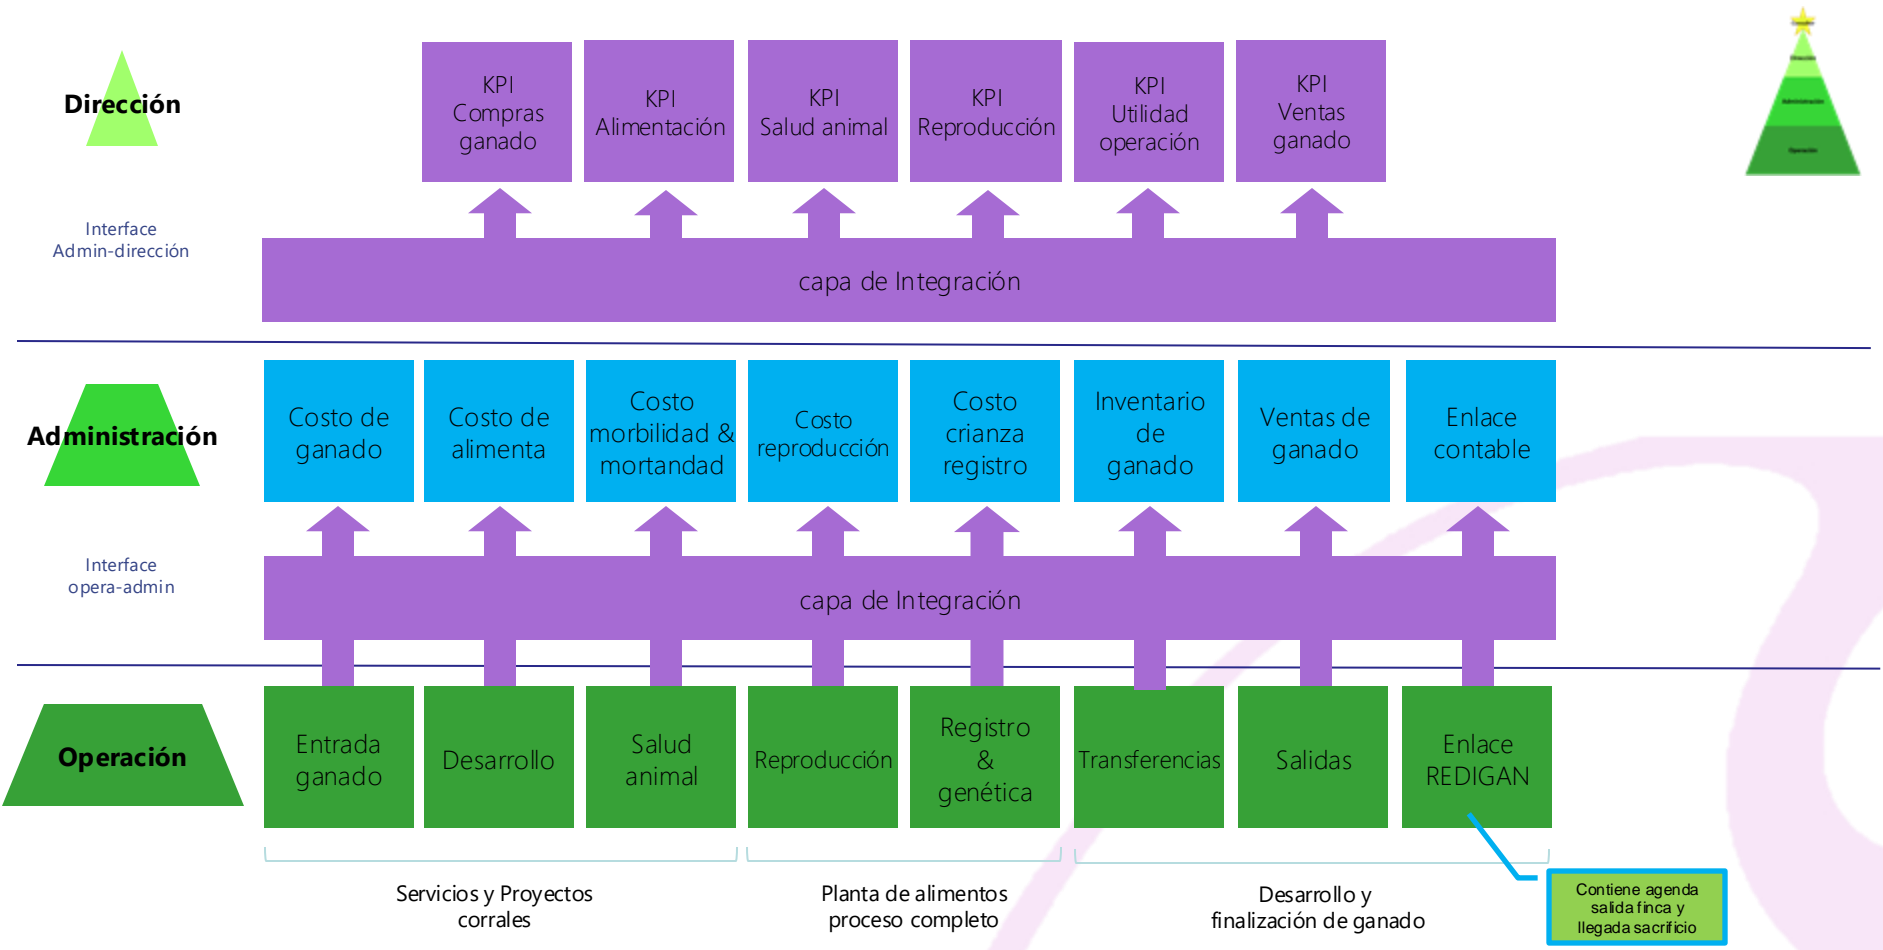 Dirección
KPI
Compras
ganado
KPI
Alimentación
KPI
Salud animal
KPI
Reproducción
KPI
Utilidad
operación
KPI
Ventas
ganado
Dirección
Administración
Operación
Interface
Admin-dirección
capa de Integración
Administración
Costo de
ganado
Costo de
alimenta
Costo
morbilidad &
mortandad
Costo
reproducción
Costo
crianza
registro
Inventario
de
ganado
Ventas de
ganado
Enlace
contable
Interface
opera-admin
capa de Integración
Operación
Entrada
ganado
Desarrollo
Salud
animal
Reproducción
Registro
&
genética
Transferencias
Salidas
Enlace
REDIGAN
Servicios y Proyectos
corrales
Planta de alimentos
proceso completo
Desarrollo y
finalización de ganado
Contiene agenda
salida finca y
llegada sacrificio